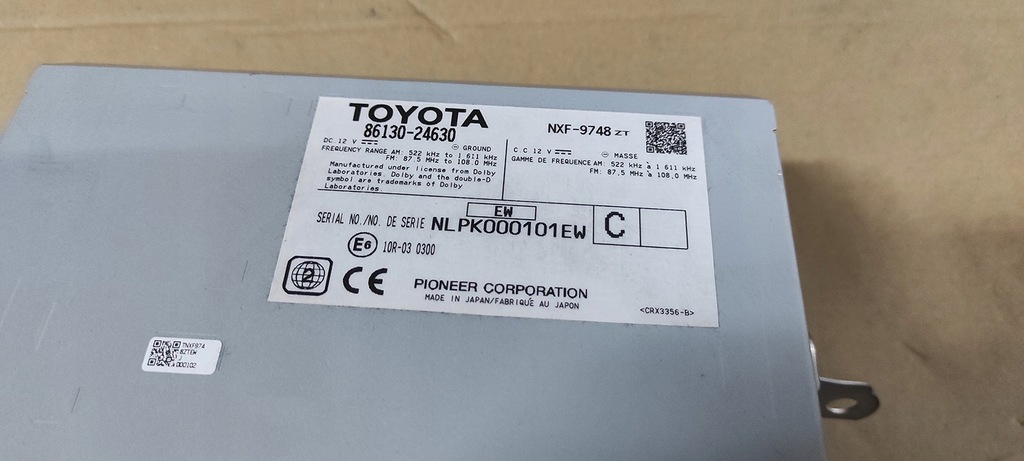 TOYOTA
86130-24630
NXF-9748 ZT
DC 12 V
GROUND
FREQUENCY RANGE AM: 522 kHz to 1 611 kHz
FM: 87.5 MHz to 108.0 MHz
Manufactured under license from Dolby
Laboratories. Dolby and the double-D
symbol are trademarks of Dolby
Laboratories.
C.C 12 V
MASSE
GAMME DE FREQUENCE AM: 522 kHz à 1 611 kHz
FM: 87,5 MHz à 108,0 MHz
EW
SERIAL NO./NO. DE SERIE NLPK000101EW
C
E6 10R-03 0300
2 CE
PIONEER CORPORATION
MADE IN JAPAN/FABRIQUÉ AU JAPON
<CRX3356-B>
TNXF974
8ZTEW
000102